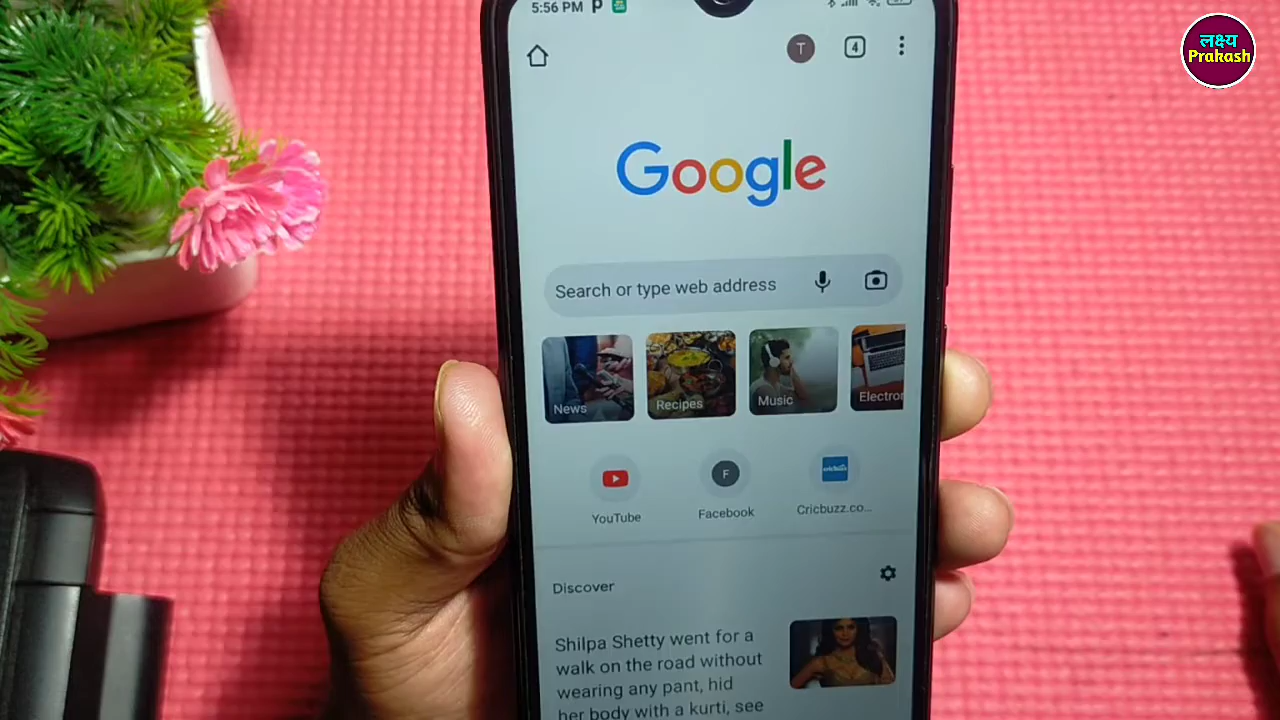 5:56 PM
लक्ष्य
Prakash
T
4
Google
Search or type web address
News
Recipes
Music
Electror
YouTube
F
Facebook
cricbuzz
Cricbuzz.co...
Discover
Shilpa Shetty went for a
walk on the road without
wearing any pant, hid
her body with a kurti, see